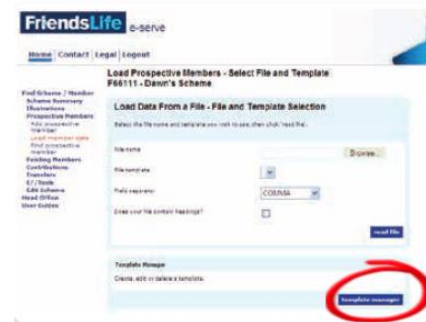 FriendsLife e-serve
Home Contact Legal Logout
Load Prospective Members - Select File and Template
F66111 - Dawn's Scheme
Find Scheme / Member
Scheme Summary
Illustrations
Prospective Members
Add prospective member
Load member data
Find prospective member
Existing Members
Contributions
Transfers
Edit Scheme
Head Office
User Guides
Load Data From a File - File and Template Selection
Select the file name and template you wish to use, then click 'read file'.
File name
Browse...
File template
Field separator
COMMA
Does your file contain headings?
read file
Template Manager
Create, edit or delete a template.
template manager